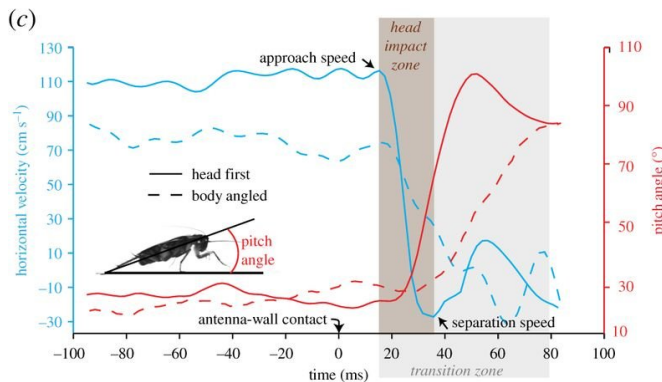 (c)
130
110
90
70
50
30
10
-10
-30
horizontal velocity (cm s⁻¹)
approach speed
head
impact
zone
head first
body angled
pitch
angle
antenna-wall contact
separation speed
110
90
70
50
30
10
pitch angle (°)
-100 -80 -60 -40 -20 0 20 40 60 80 100
time (ms)
transition zone